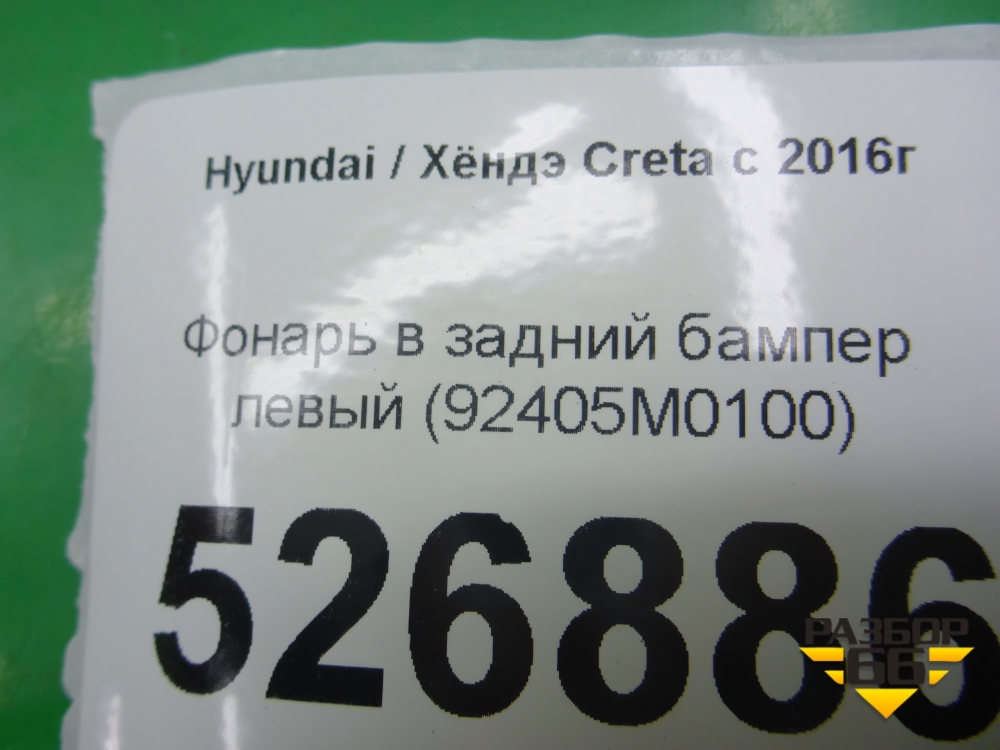 Hyundai / Хёндэ Creta с 2016г
Фонарь в задний бампер
левый (92405M0100)
526886
РАЗБОР
66